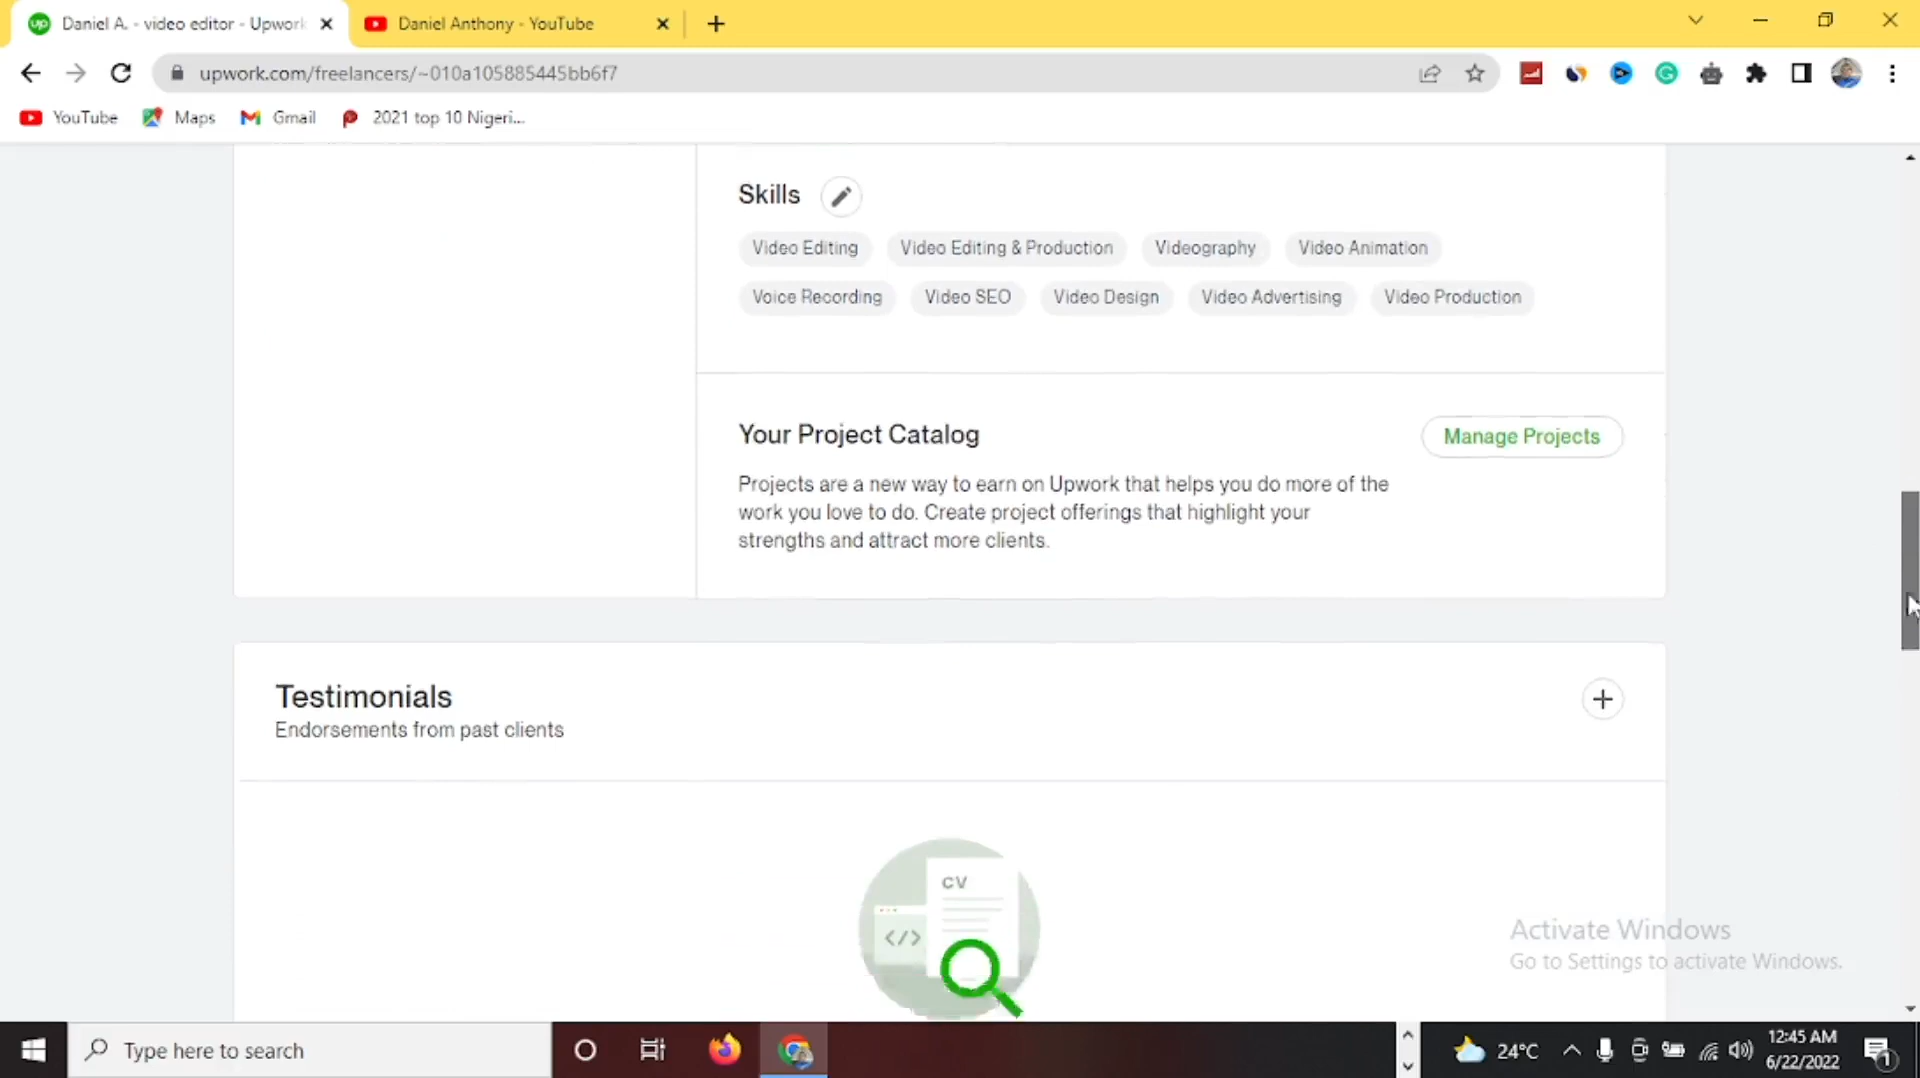 up Daniel A. - video editor - Upwork
Daniel Anthony - YouTube
upwork.com/freelancers/~010a105885445bb6f7
YouTube Maps Gmail 2021 top 10 Nigeri...
Skills
Video Editing Video Editing & Production Videography Video Animation
Voice Recording Video SEO Video Design Video Advertising Video Production
Your Project Catalog
Manage Projects
Projects are a new way to earn on Upwork that helps you do more of the
work you love to do. Create project offerings that highlight your
strengths and attract more clients.
Testimonials
Endorsements from past clients
CV
</>
Activate Windows
Go to Settings to activate Windows.
Type here to search
24°C
12:45 AM
6/22/2022
1